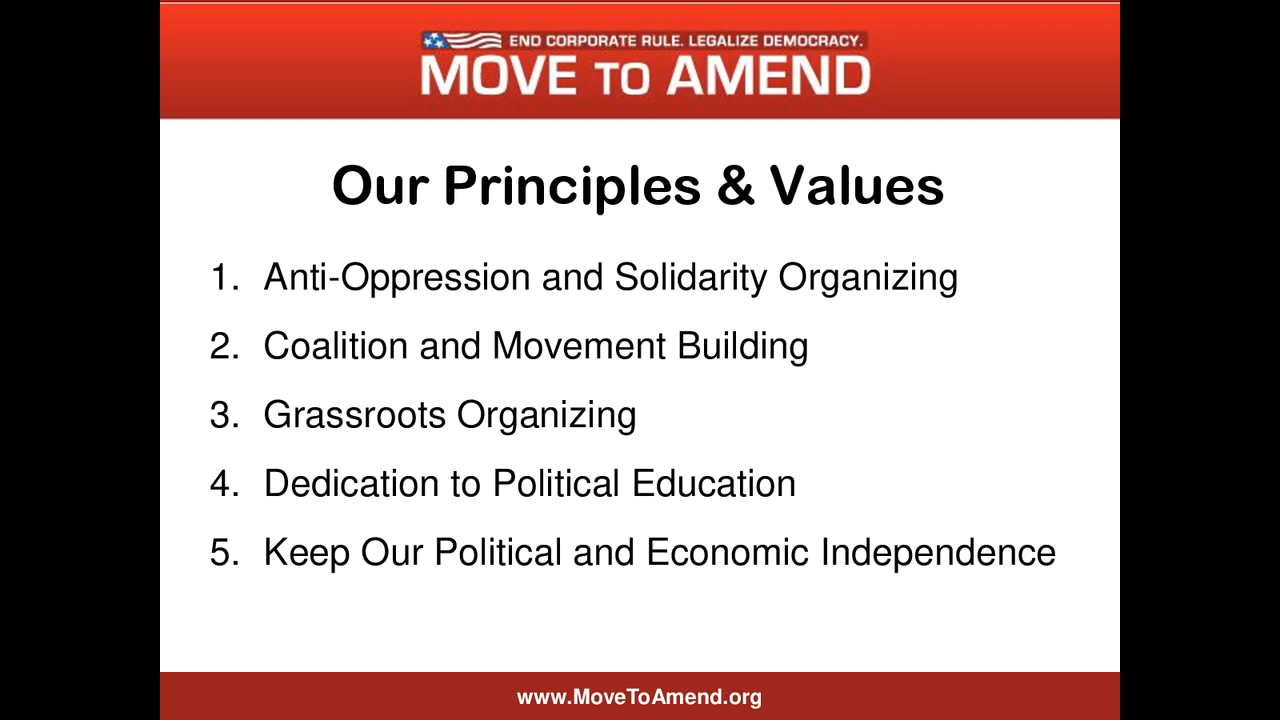 END CORPORATE RULE. LEGALIZE DEMOCRACY.
MOVE TO AMEND
Our Principles & Values
1. Anti-Oppression and Solidarity Organizing
2. Coalition and Movement Building
3. Grassroots Organizing
4. Dedication to Political Education
5. Keep Our Political and Economic Independence
www.MoveToAmend.org